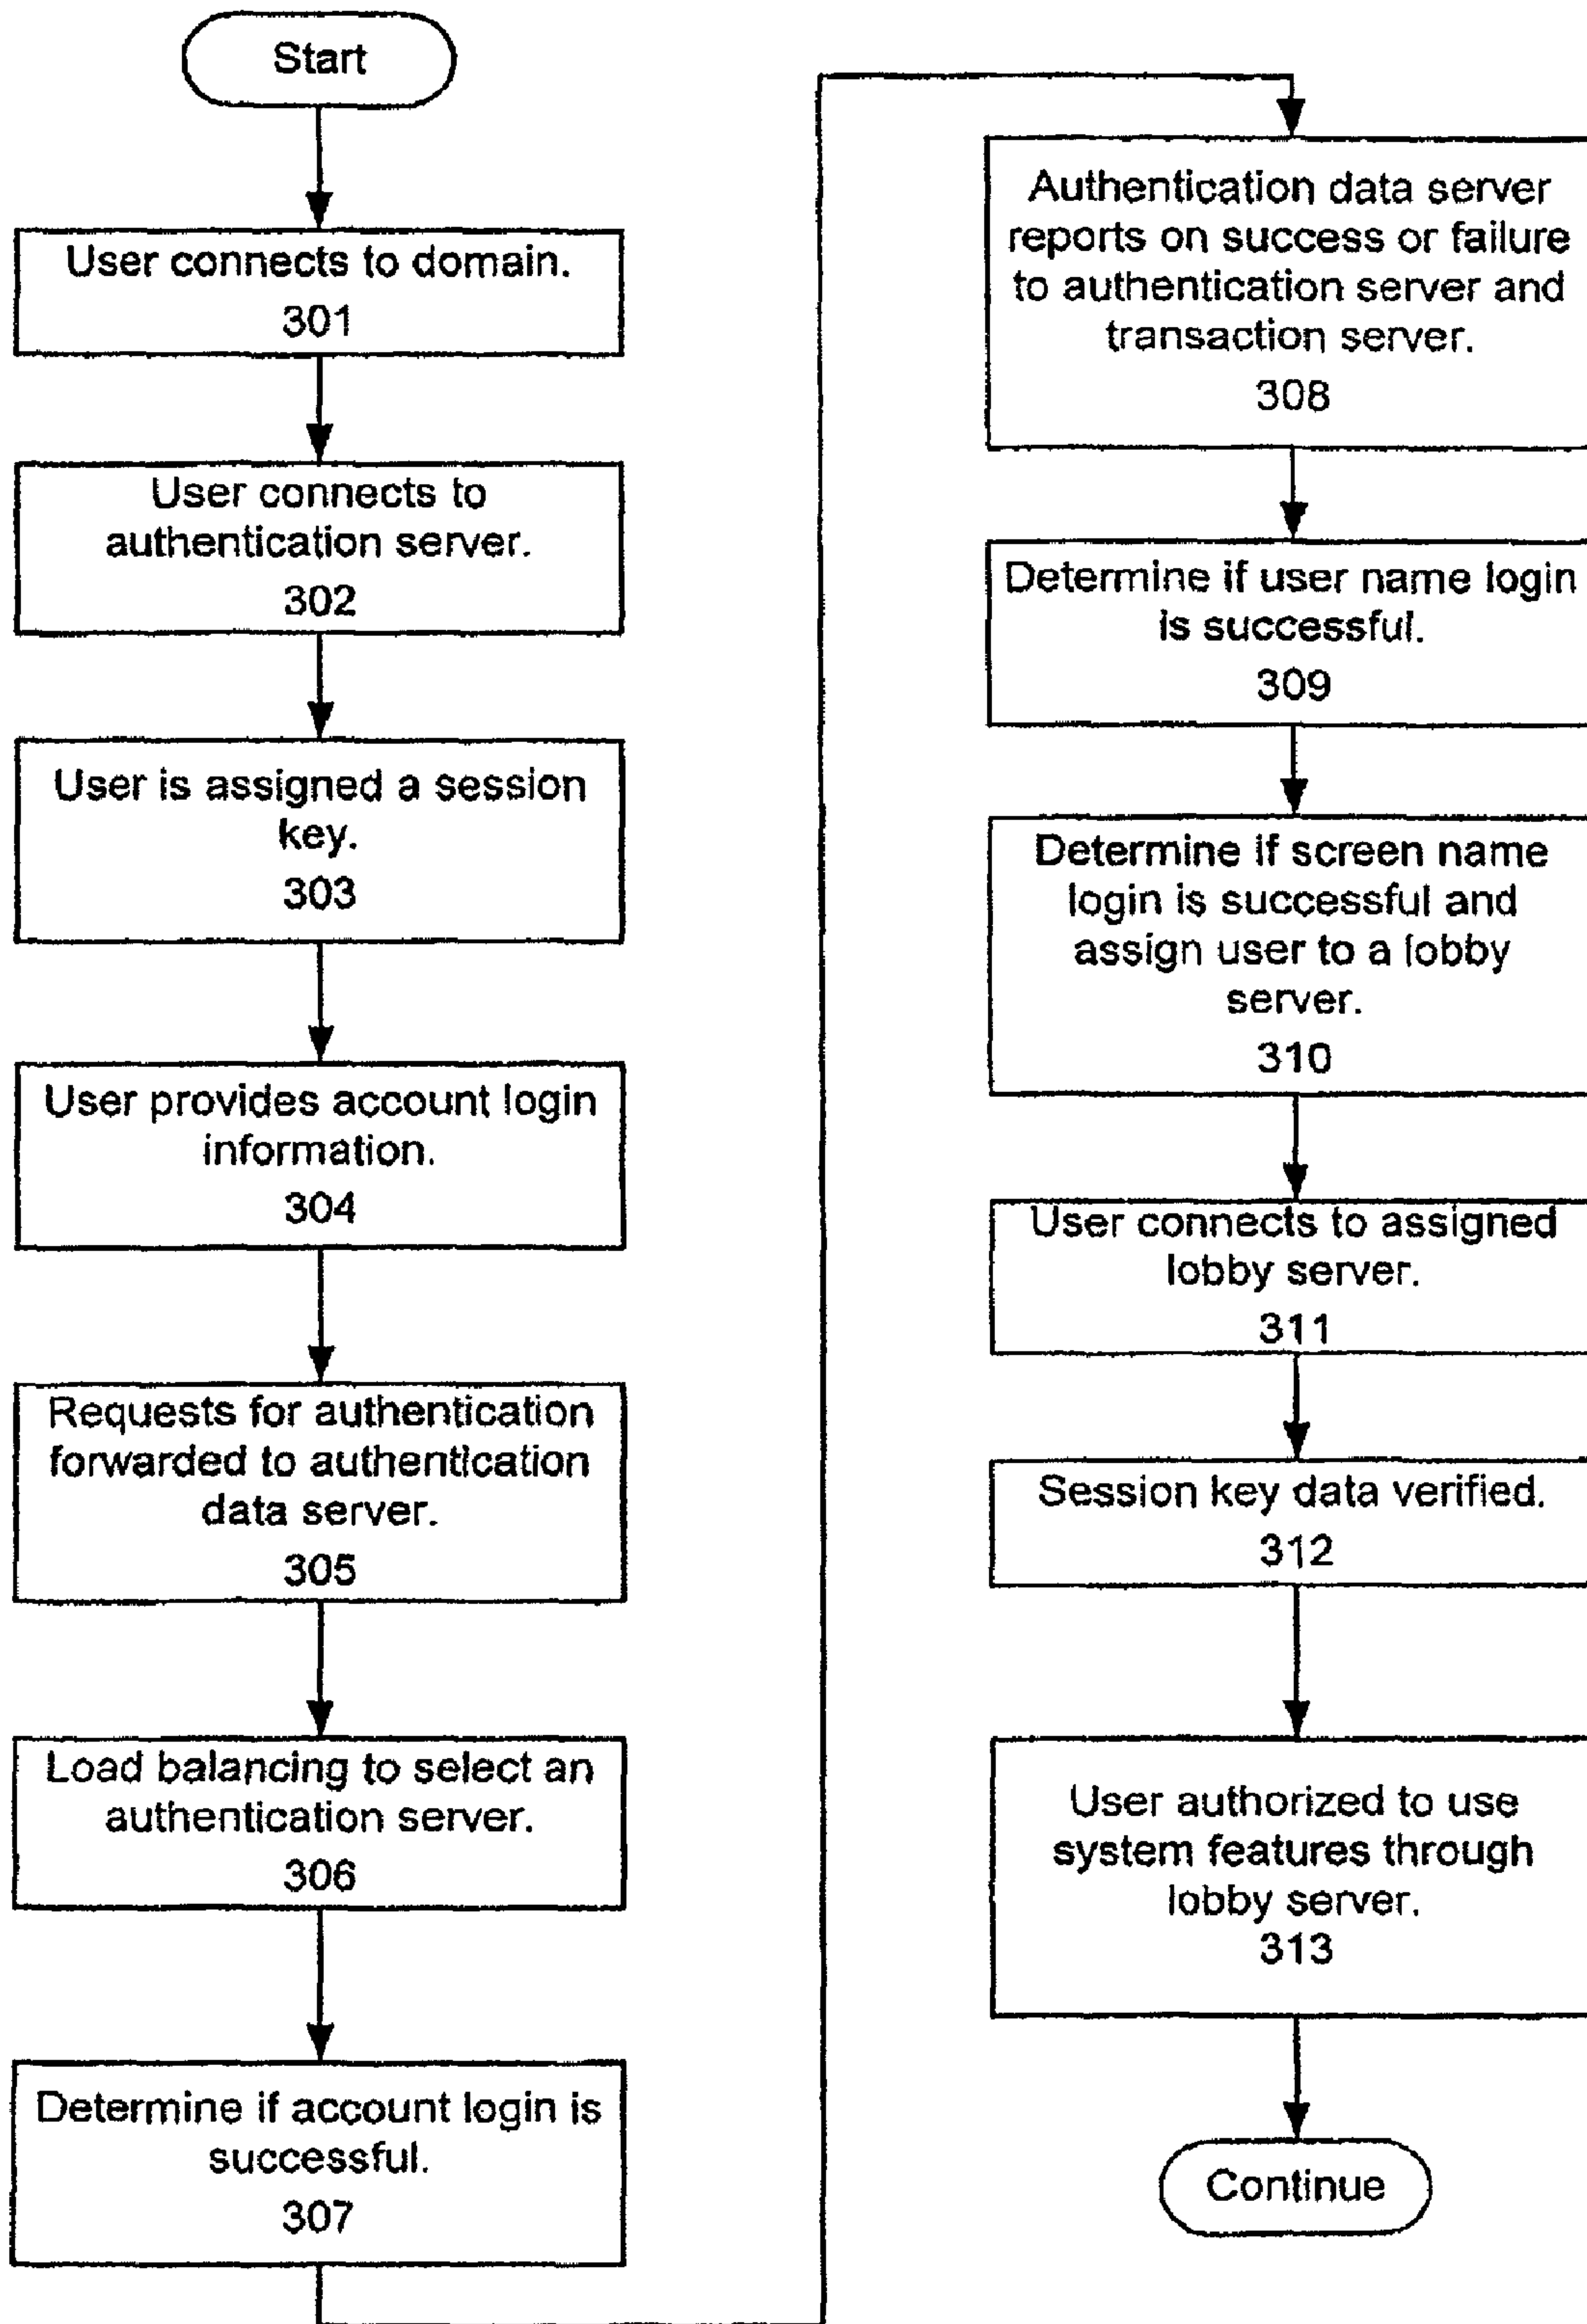 Start
User connects to domain.
301
User connects to
authentication server.
302
User is assigned a session
key.
303
User provides account login
information.
304
Requests for authentication
forwarded to authentication
data server.
305
Load balancing to select an
authentication server.
306
Determine if account login is
successful.
307
Authentication data server
reports on success or failure
to authentication server and
transaction server.
308
Determine if user name login
is successful.
309
Determine if screen name
login is successful and
assign user to a lobby
server.
310
User connects to assigned
lobby server.
311
Session key data verified.
312
User authorized to use
system features through
lobby server.
313
Continue